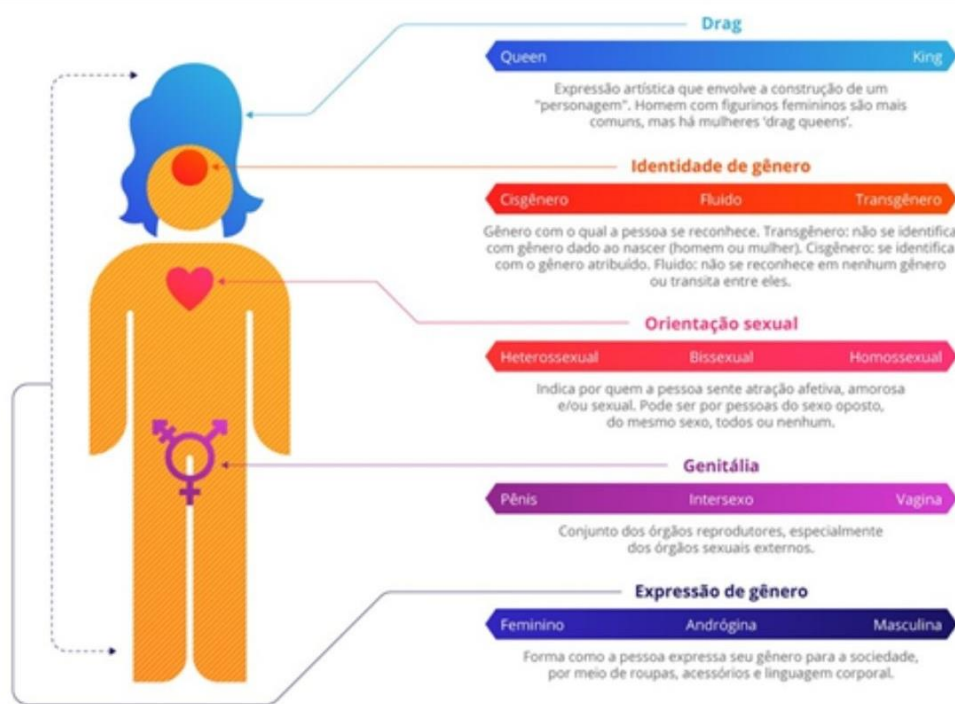 Drag
Queen King
Expressão artística que envolve a construção de um
"personagem". Homem com figurinos femininos são mais
comuns, mas há mulheres ‘drag queens’.
Identidade de gênero
Cisgênero Fluido Transgênero
Gênero com o qual a pessoa se reconhece. Transgênero: não se identifica
com gênero dado ao nascer (homem ou mulher). Cisgênero: se identifica
com o gênero atribuído. Fluido: não se reconhece em nenhum gênero
ou transita entre eles.
Orientação sexual
Heterossexual Bissexual Homossexual
Indica por quem a pessoa sente atração afetiva, amorosa
e/ou sexual. Pode ser por pessoas do sexo oposto,
do mesmo sexo, todos ou nenhum.
Genitália
Pênis Intersexo Vagina
Conjunto dos órgãos reprodutores, especialmente
dos órgãos sexuais externos.
Expressão de gênero
Feminino Andrógina Masculina
Forma como a pessoa expressa seu gênero para a sociedade,
por meio de roupas, acessórios e linguagem corporal.